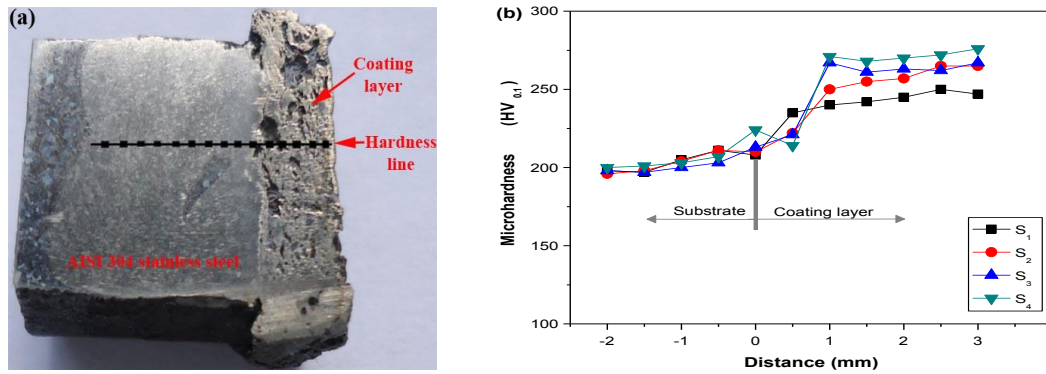 (a)
Coating
layer
Hardness
line
AISI 304 stainless steel
(b)
300
250
200
150
100
Microhardness (HV0.1)
Substrate
Coating layer
S1
S2
S3
S4
-2 -1 0 1 2 3
Distance (mm)